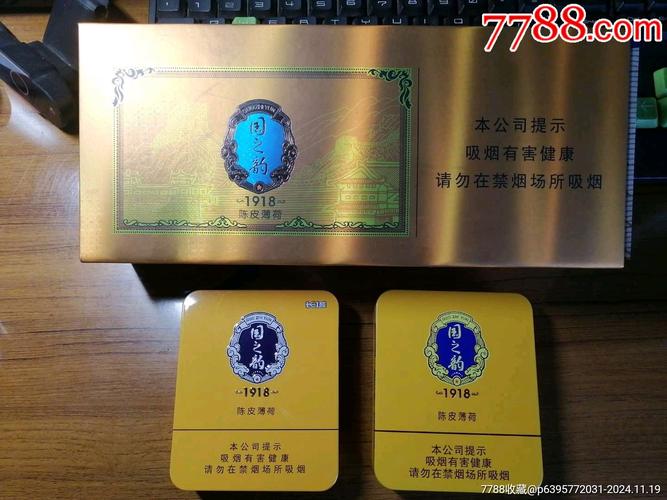 7788.com
ZHONG ZHI YUN
国之韵
1918
陈皮薄荷
本公司提示
吸烟有害健康
请勿在禁烟场所吸烟
国之韵
1918
陈皮薄荷
本公司提示
吸烟有害健康
请勿在禁烟场所吸烟
国之韵
1918
陈皮薄荷
本公司提示
吸烟有害健康
请勿在禁烟场所吸烟
7788收藏@p6395772031-2024.11.19